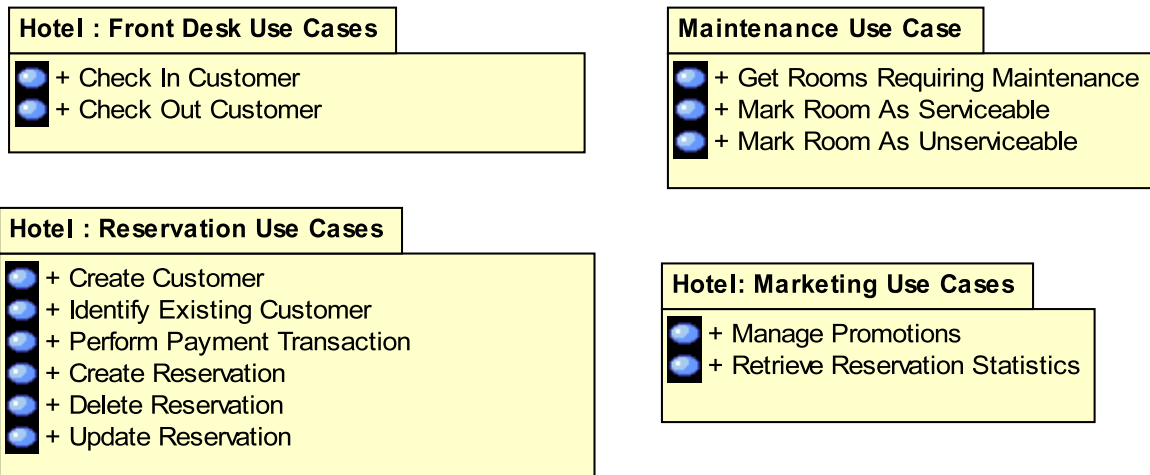 Hotel : Front Desk Use Cases
+ Check In Customer
+ Check Out Customer
Maintenance Use Case
+ Get Rooms Requiring Maintenance
+ Mark Room As Serviceable
+ Mark Room As Unserviceable
Hotel : Reservation Use Cases
+ Create Customer
+ Identify Existing Customer
+ Perform Payment Transaction
+ Create Reservation
+ Delete Reservation
+ Update Reservation
Hotel: Marketing Use Cases
+ Manage Promotions
+ Retrieve Reservation Statistics